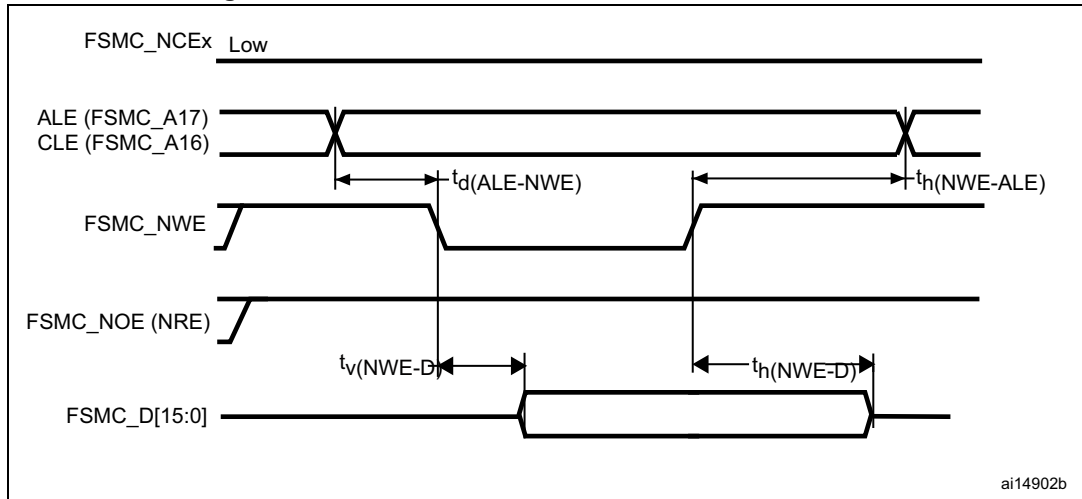 FSMC_NCEx Low
ALE (FSMC_A17)
CLE (FSMC_A16)
td(ALE-NWE)
th(NWE-ALE)
FSMC_NWE
FSMC_NOE (NRE)
tv(NWE-D)
th(NWE-D)
FSMC_D[15:0]
ai14902b